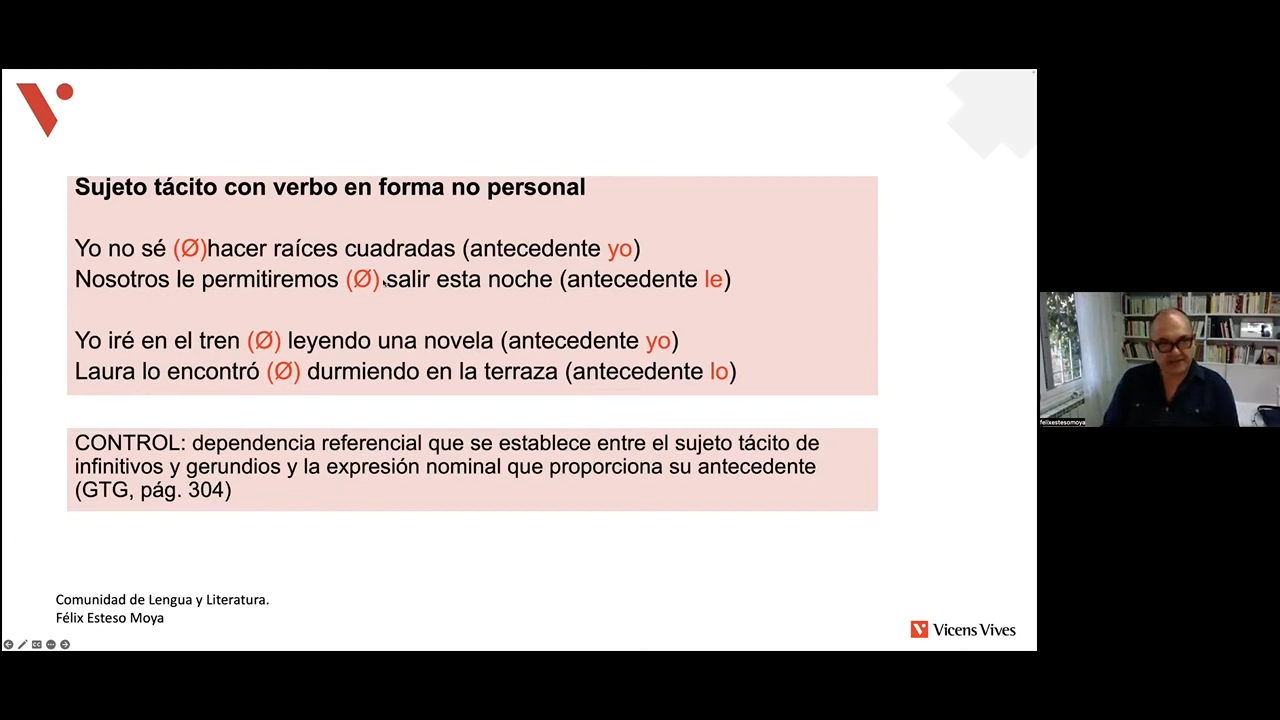 Sujeto tácito con verbo en forma no personal
Yo no sé (Ø)hacer raíces cuadradas (antecedente yo)
Nosotros le permitiremos (Ø) salir esta noche (antecedente le)
Yo iré en el tren (Ø) leyendo una novela (antecedente yo)
Laura lo encontró (Ø) durmiendo en la terraza (antecedente lo)
CONTROL: dependencia referencial que se establece entre el sujeto tácito de
infinitivos y gerundios y la expresión nominal que proporciona su antecedente
(GTG, pág. 304)
Comunidad de Lengua y Literatura.
Félix Esteso Moya
Vicens Vives
felixestesomoya